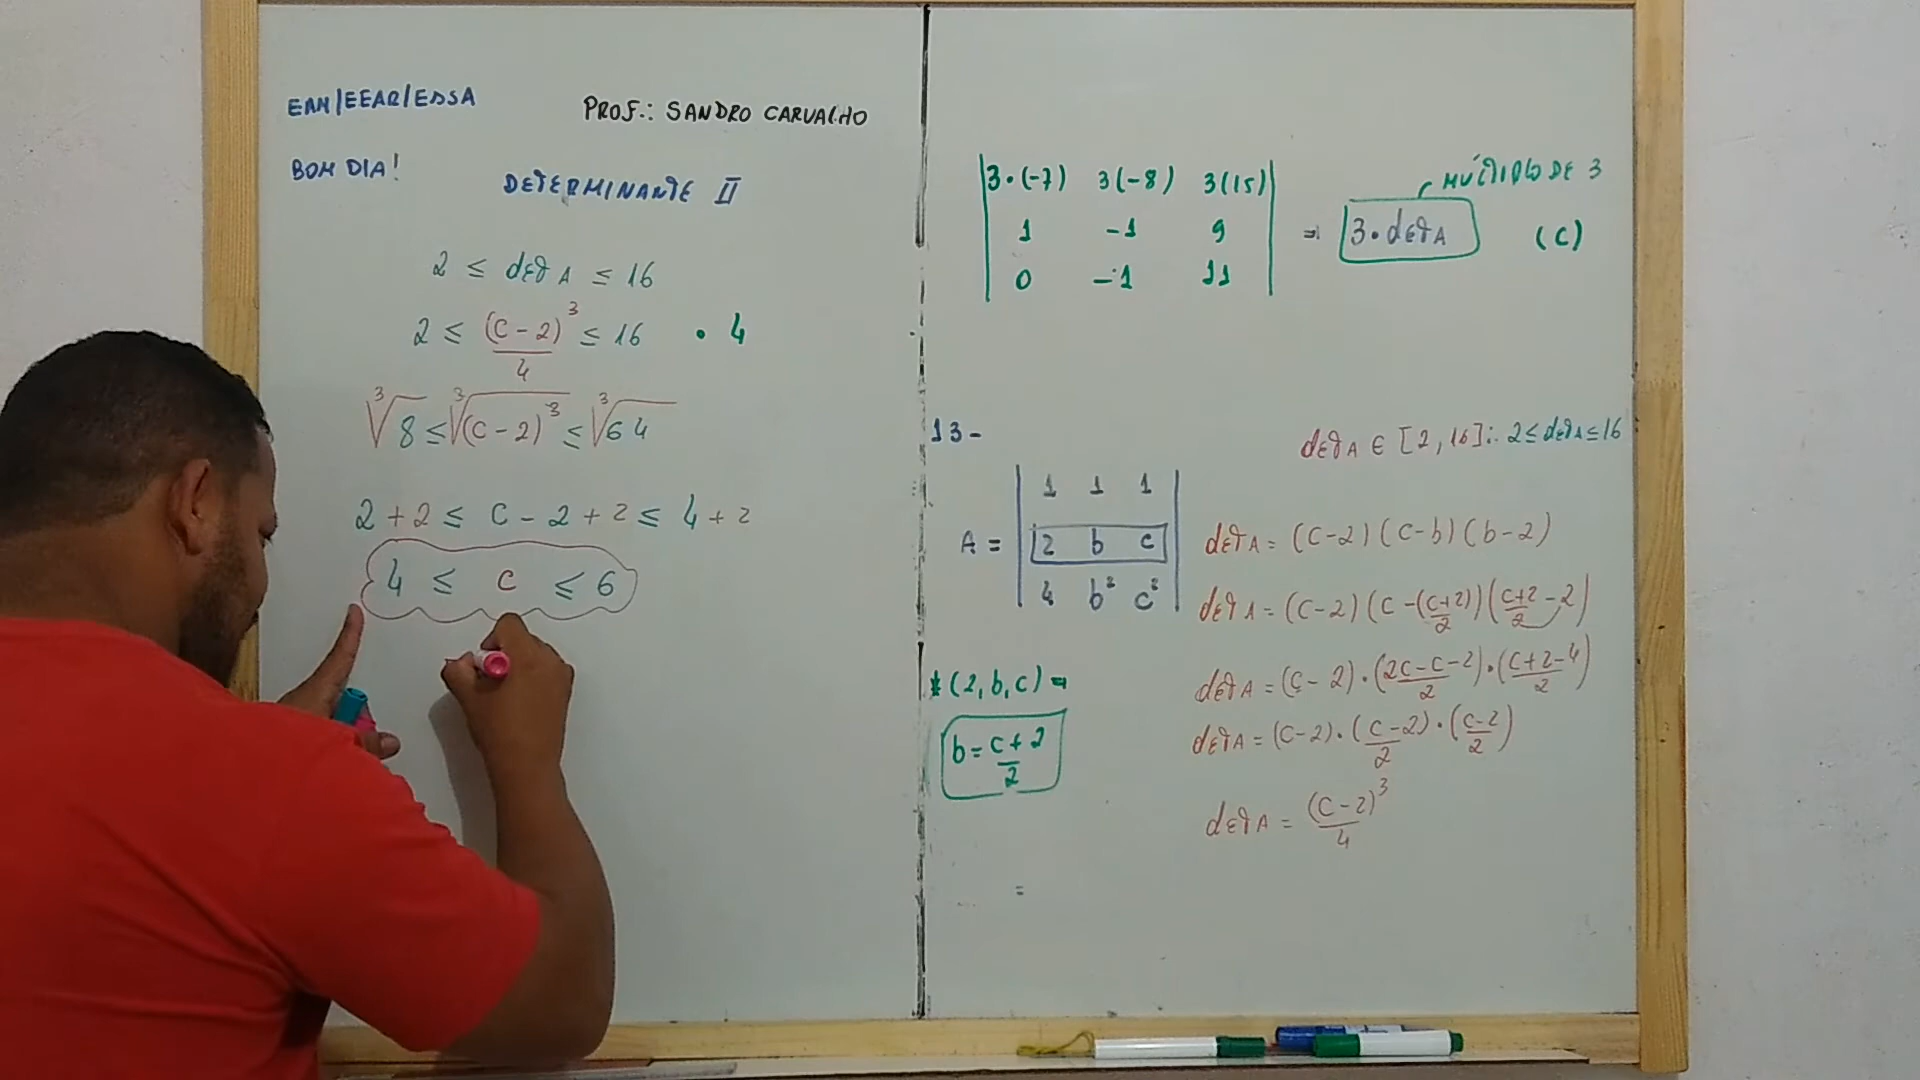 EAM/EEAR/ESSA
PROF.: SANDRO CARVALHO
BOM DIA!
DETERMINANTE II
2 ≤ det A ≤ 16
2 ≤ (C-2)³/4 ≤ 16 • 4
∛8 ≤ ∛(C-2)³ ≤ ∛64
2+2 ≤ C-2+2 ≤ 4+2
4 ≤ C ≤ 6
|3•(-7) 3(-8) 3(15)|
|1 -1 9| ⇒ 3•det A (C)
|0 -1 11|
MÚLTIPLO DE 3
13-
det A ∈ [2,16] ∴ 2≤det A≤16
|1 1 1|
A = |2 b c|
|4 b² c²|
*(2,b,c) ⇒
b = (c+2)/2
det A = (C-2)(C-b)(b-2)
det A = (C-2)(C-((C+2)/2))((C+2)/2 - 2)
det A = (C-2)•((2C-C-2)/2)•((C+2-4)/2)
det A = (C-2)•((C-2)/2)•((C-2)/2)
det A = (C-2)³/4
=